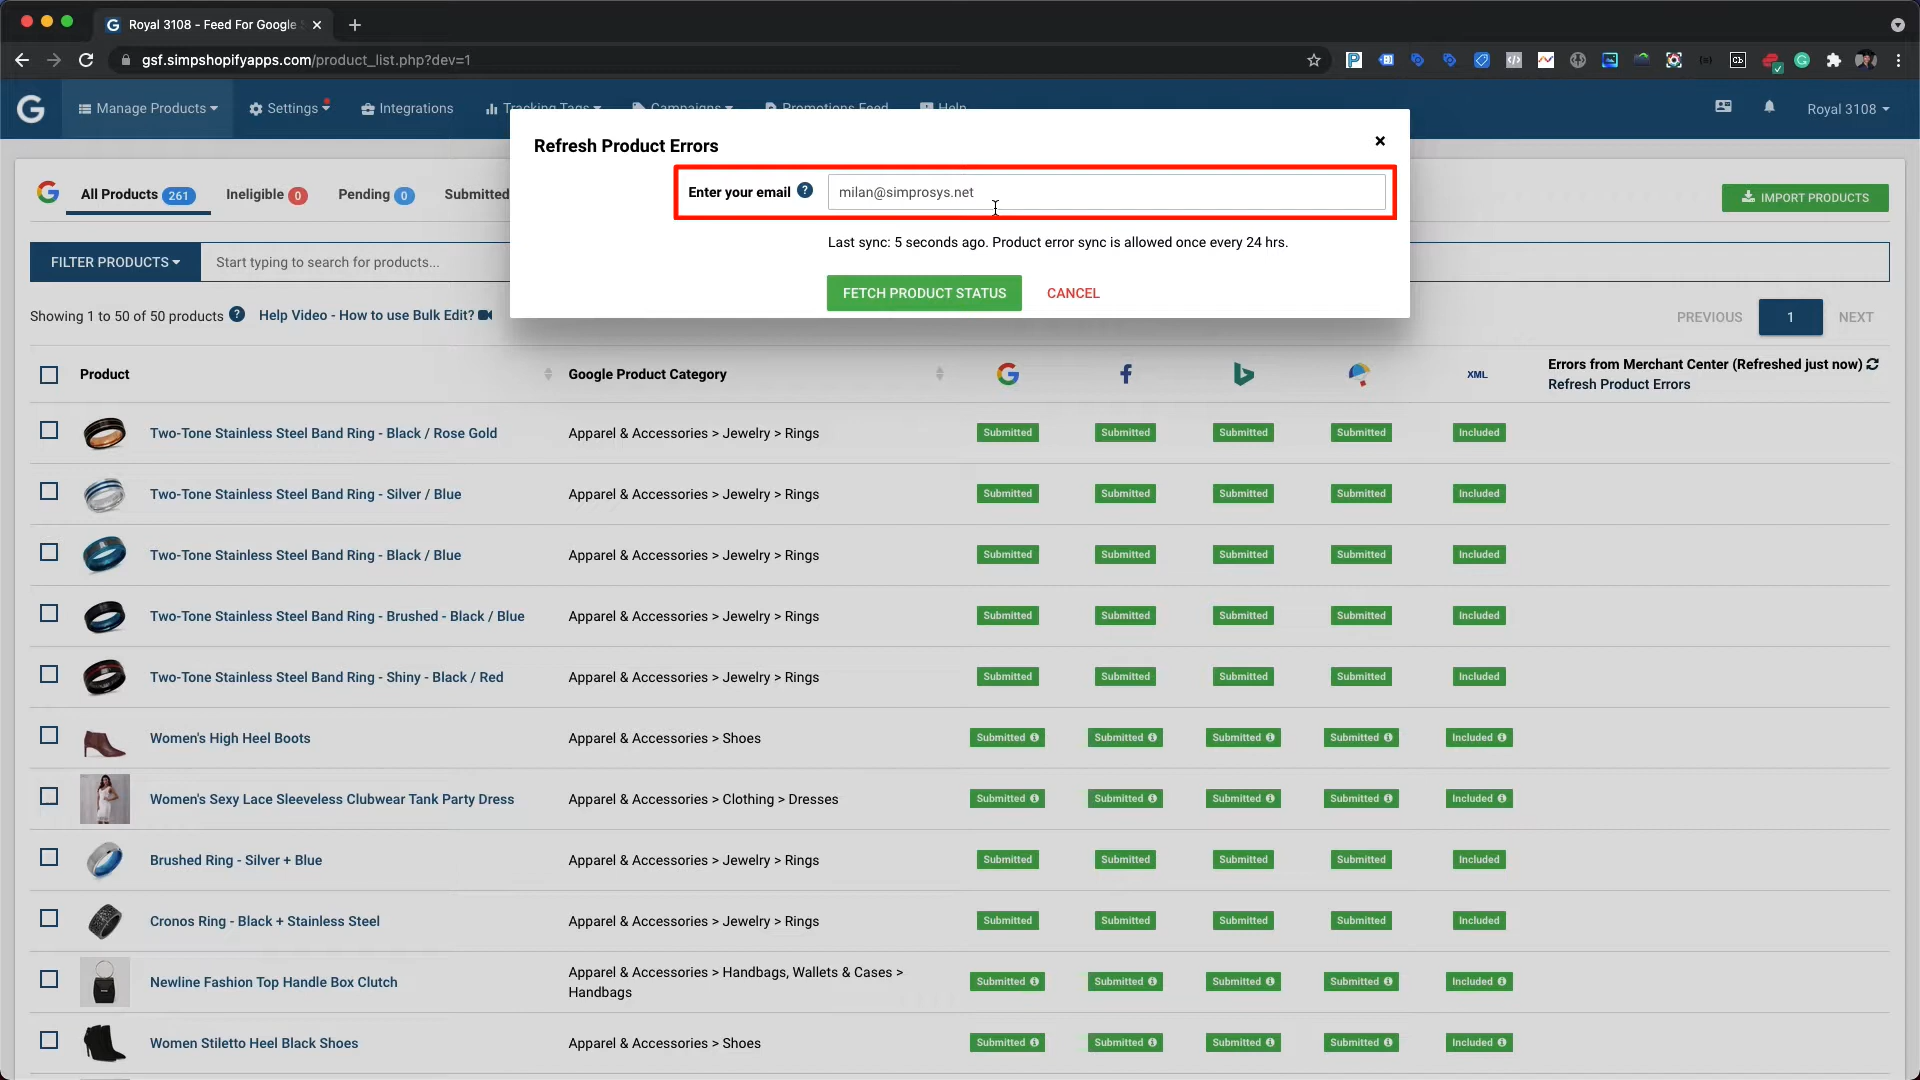 Royal 3108 - Feed For Google
gsf.simpshopifyapps.com/product_list.php?dev=1
Manage Products
Settings
Integrations
Tracking Tags
Campaigns
Promotions Feed
Help
Royal 3108
Refresh Product Errors
Enter your email ? milan@simprosys.net
Last sync: 5 seconds ago. Product error sync is allowed once every 24 hrs.
FETCH PRODUCT STATUS CANCEL
All Products 261 Ineligible 0 Pending 0 Submitted
IMPORT PRODUCTS
FILTER PRODUCTS Start typing to search for products...
Showing 1 to 50 of 50 products ? Help Video - How to use Bulk Edit?
PREVIOUS 1 NEXT
Product Google Product Category XML Errors from Merchant Center (Refreshed just now)
Refresh Product Errors
Two-Tone Stainless Steel Band Ring - Black / Rose Gold Apparel & Accessories > Jewelry > Rings Submitted Submitted Submitted Submitted Included
Two-Tone Stainless Steel Band Ring - Silver / Blue Apparel & Accessories > Jewelry > Rings Submitted Submitted Submitted Submitted Included
Two-Tone Stainless Steel Band Ring - Black / Blue Apparel & Accessories > Jewelry > Rings Submitted Submitted Submitted Submitted Included
Two-Tone Stainless Steel Band Ring - Brushed - Black / Blue Apparel & Accessories > Jewelry > Rings Submitted Submitted Submitted Submitted Included
Two-Tone Stainless Steel Band Ring - Shiny - Black / Red Apparel & Accessories > Jewelry > Rings Submitted Submitted Submitted Submitted Included
Women's High Heel Boots Apparel & Accessories > Shoes Submitted Submitted Submitted Submitted Included
Women's Sexy Lace Sleeveless Clubwear Tank Party Dress Apparel & Accessories > Clothing > Dresses Submitted Submitted Submitted Submitted Included
Brushed Ring - Silver + Blue Apparel & Accessories > Jewelry > Rings Submitted Submitted Submitted Submitted Included
Cronos Ring - Black + Stainless Steel Apparel & Accessories > Jewelry > Rings Submitted Submitted Submitted Submitted Included
Newline Fashion Top Handle Box Clutch Apparel & Accessories > Handbags, Wallets & Cases >
Handbags Submitted Submitted Submitted Submitted Included
Women Stiletto Heel Black Shoes Apparel & Accessories > Shoes Submitted Submitted Submitted Submitted Included